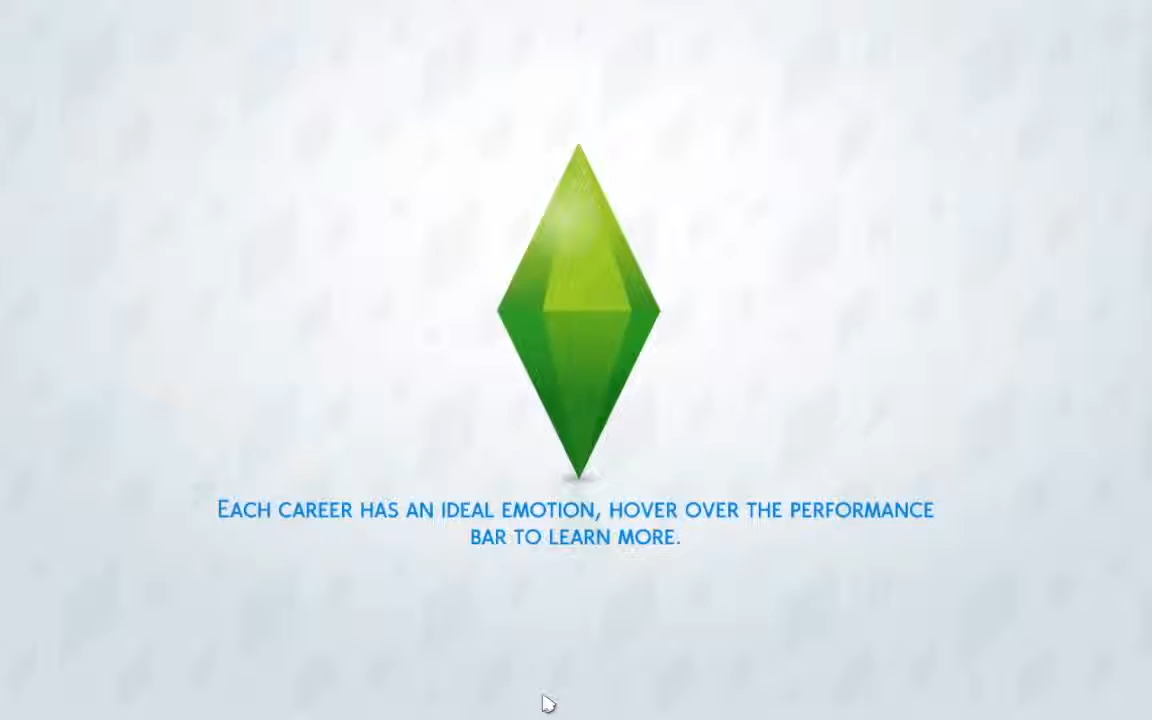 Each career has an ideal emotion, hover over the performance
bar to learn more.